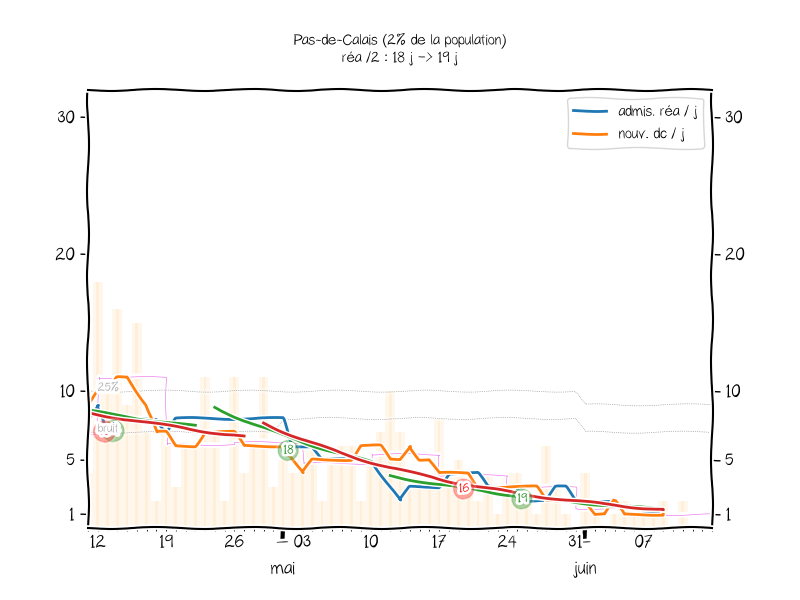 Pas-de-Calais (2% de la population)
réa /2 : 18 j -> 19 j
admis. réa / j
nouv. dc / j
30
30
20
20
25%
10
10
bruit
18
5
5
16
19
1
1
12 19 26 — 03 10 17 24 31 07
mai juin